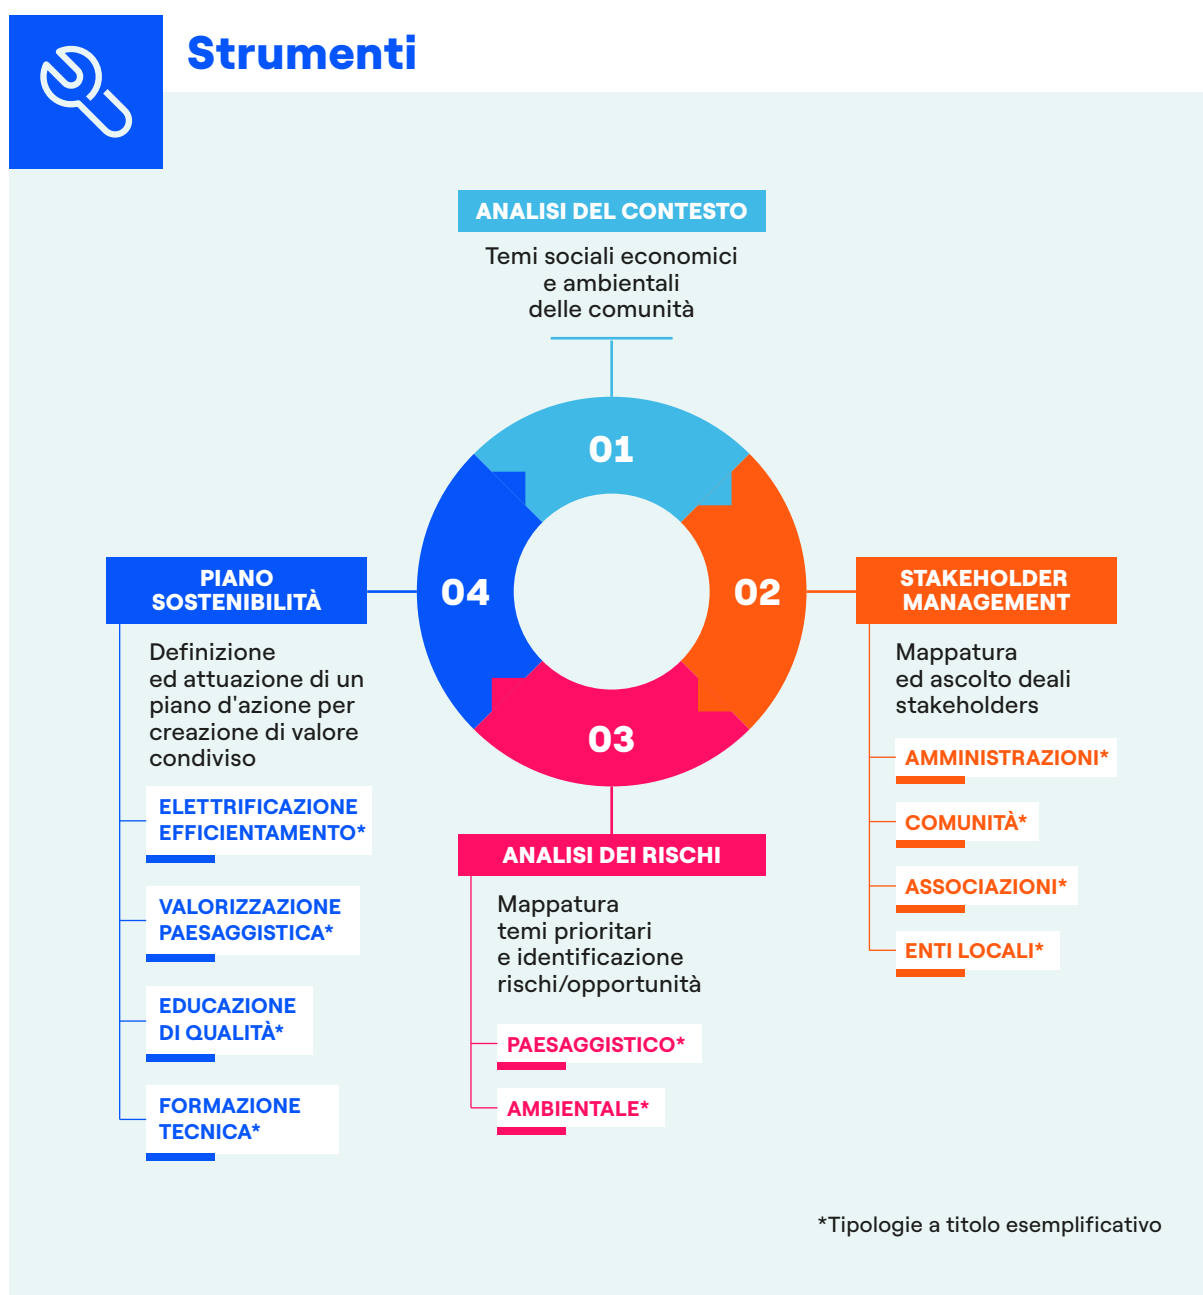 Strumenti
ANALISI DEL CONTESTO
Temi sociali economici
e ambientali
delle comunità
01
02
03
04
STAKEHOLDER
MANAGEMENT
Mappatura
ed ascolto deali
stakeholders
AMMINISTRAZIONI*
COMUNITÀ*
ASSOCIAZIONI*
ENTI LOCALI*
ANALISI DEI RISCHI
Mappatura
temi prioritari
e identificazione
rischi/opportunità
PAESAGGISTICO*
AMBIENTALE*
PIANO
SOSTENIBILITÀ
Definizione
ed attuazione di un
piano d'azione per
creazione di valore
condiviso
ELETTRIFICAZIONE
EFFICIENTAMENTO*
VALORIZZAZIONE
PAESAGGISTICA*
EDUCAZIONE
DI QUALITÀ*
FORMAZIONE
TECNICA*
*Tipologie a titolo esemplificativo